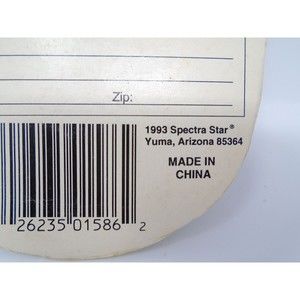 Zip:
1993 Spectra Star®
Yuma, Arizona 85364
MADE IN
CHINA
26235 01586 2